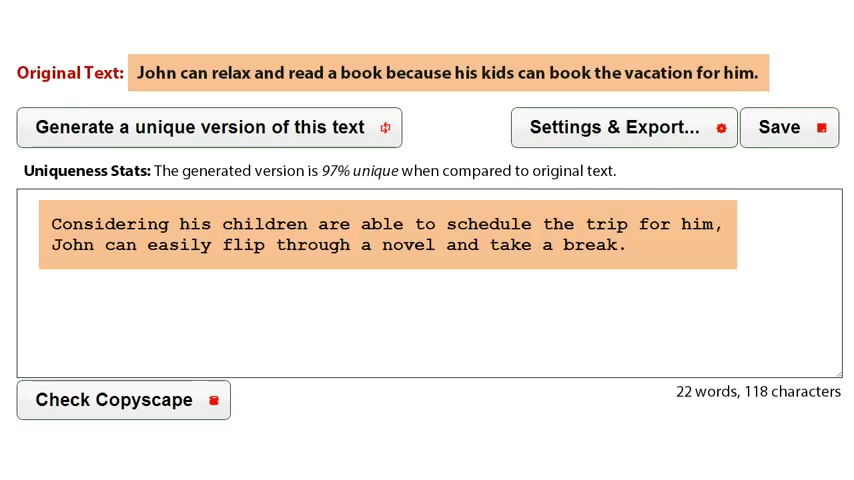 Original Text: John can relax and read a book because his kids can book the vacation for him.
Generate a unique version of this text Settings & Export... Save
Uniqueness Stats: The generated version is 97% unique when compared to original text.
Considering his children are able to schedule the trip for him,
John can easily flip through a novel and take a break.
22 words, 118 characters
Check Copyscape